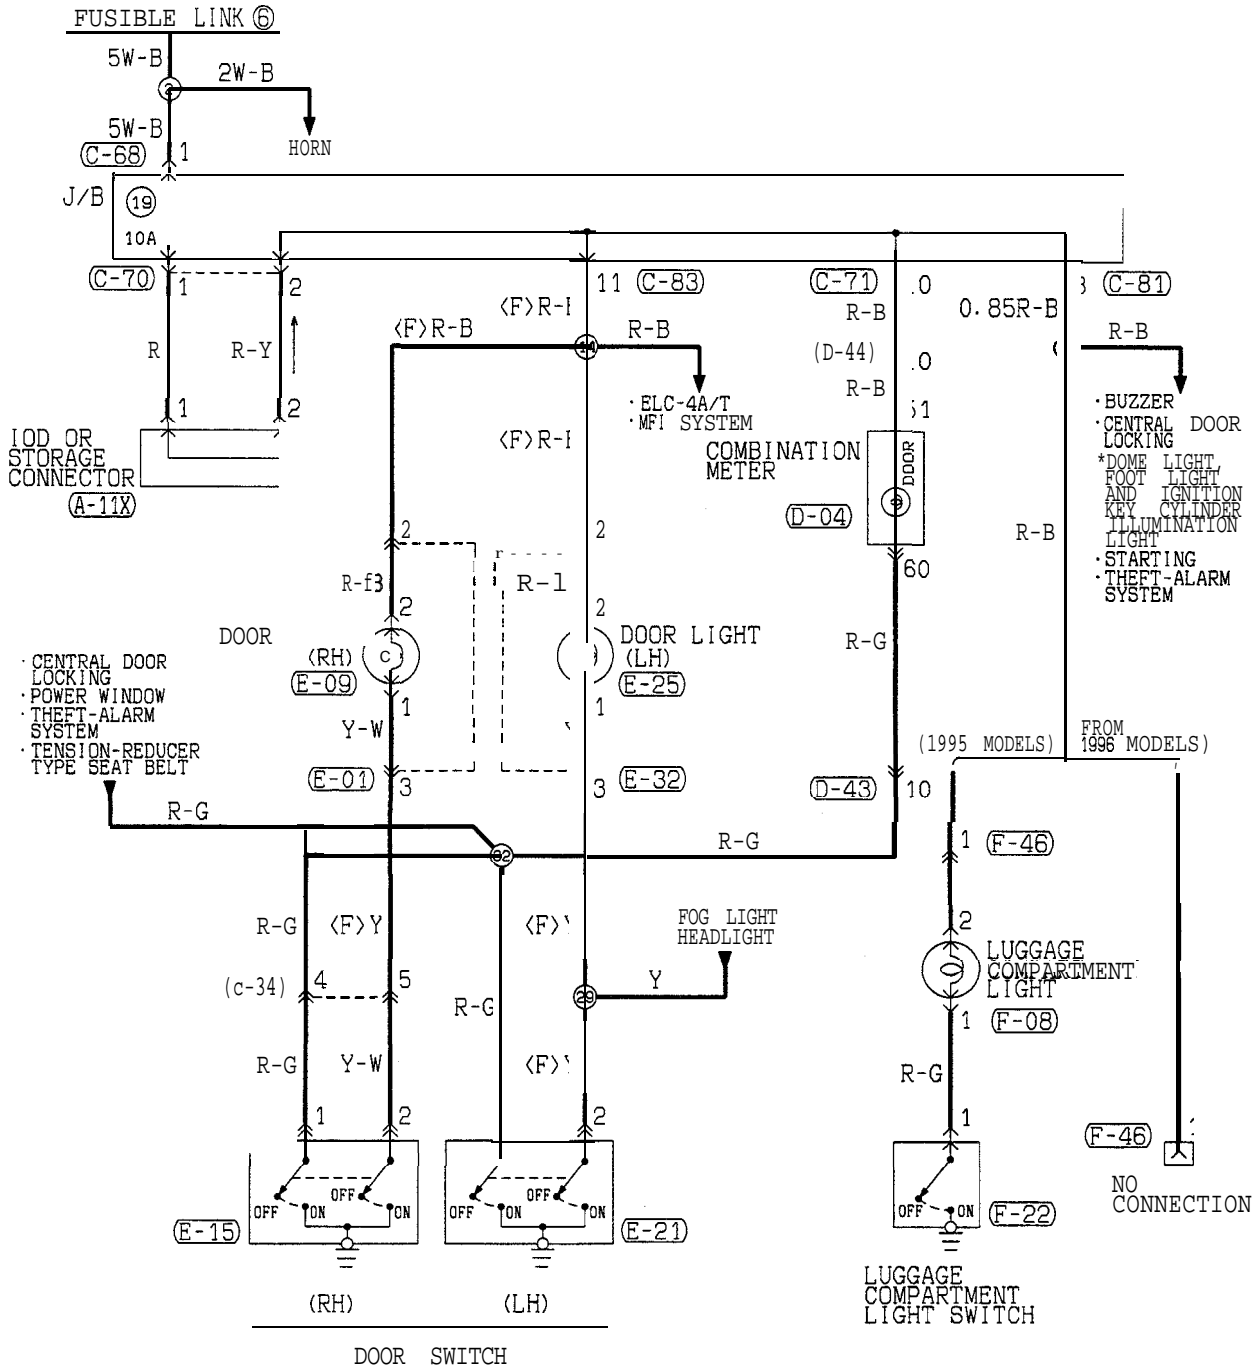 FUSIBLE LINK ⑥
5W-B
2W-B
2
5W-B
HORN
C-68
1
J/B
19
10A
C-70
1
2
11
C-83
C-71
.0
C-81
<F>R-
R-B
0.85R-B
<F>R-B
R-B
R-B
R
R-Y
(D-44)
.0
14
R-B
1
2
· ELC-4A/T
· MFI SYSTEM
51
· BUZZER
· CENTRAL DOOR
LOCKING
*DOME LIGHT,
FOOT LIGHT
AND IGNITION
KEY CYLINDER
ILLUMINATION
LIGHT
· STARTING
· THEFT-ALARM
SYSTEM
IOD OR
STORAGE
CONNECTOR
A-11X
<F>R-
COMBINATION
METER
DOOR
D-04
2
2
R-B
60
R-f3
R-l
2
2
DOOR
(RH)
C
E-09
DOOR LIGHT
(LH)
E-25
R-G
· CENTRAL DOOR
LOCKING
· POWER WINDOW
· THEFT-ALARM
SYSTEM
· TENSION-REDUCER
TYPE SEAT BELT
1
1
Y-W
(1995 MODELS)
FROM
1996 MODELS)
E-01
3
3
E-32
D-43
10
R-G
R-G
1
F-46
32
R-G
<F>Y
<F>
FOG LIGHT
HEADLIGHT
2
LUGGAGE
COMPARTMENT
LIGHT
(c-34)
4
5
R-G
29
Y
1
F-08
R-G
Y-W
<F>
R-G
1
2
2
1
F-46
OFF
ON
OFF
ON
OFF
ON
OFF
ON
OFF
ON
NO
CONNECTION
E-15
E-21
F-22
(RH)
(LH)
LUGGAGE
COMPARTMENT
LIGHT SWITCH
DOOR SWITCH